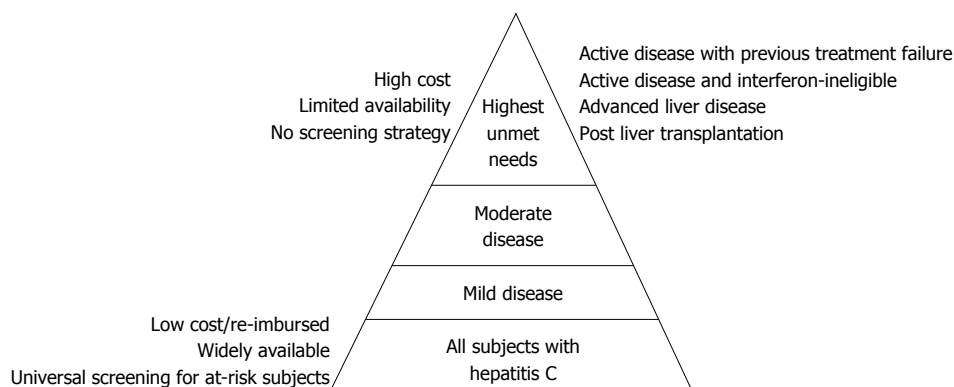 High cost
Limited availability
No screening strategy
Active disease with previous treatment failure
Active disease and interferon-ineligible
Advanced liver disease
Post liver transplantation
Highest
unmet
needs
Moderate
disease
Mild disease
Low cost/re-imbursed
Widely available
Universal screening for at-risk subjects
All subjects with
hepatitis C